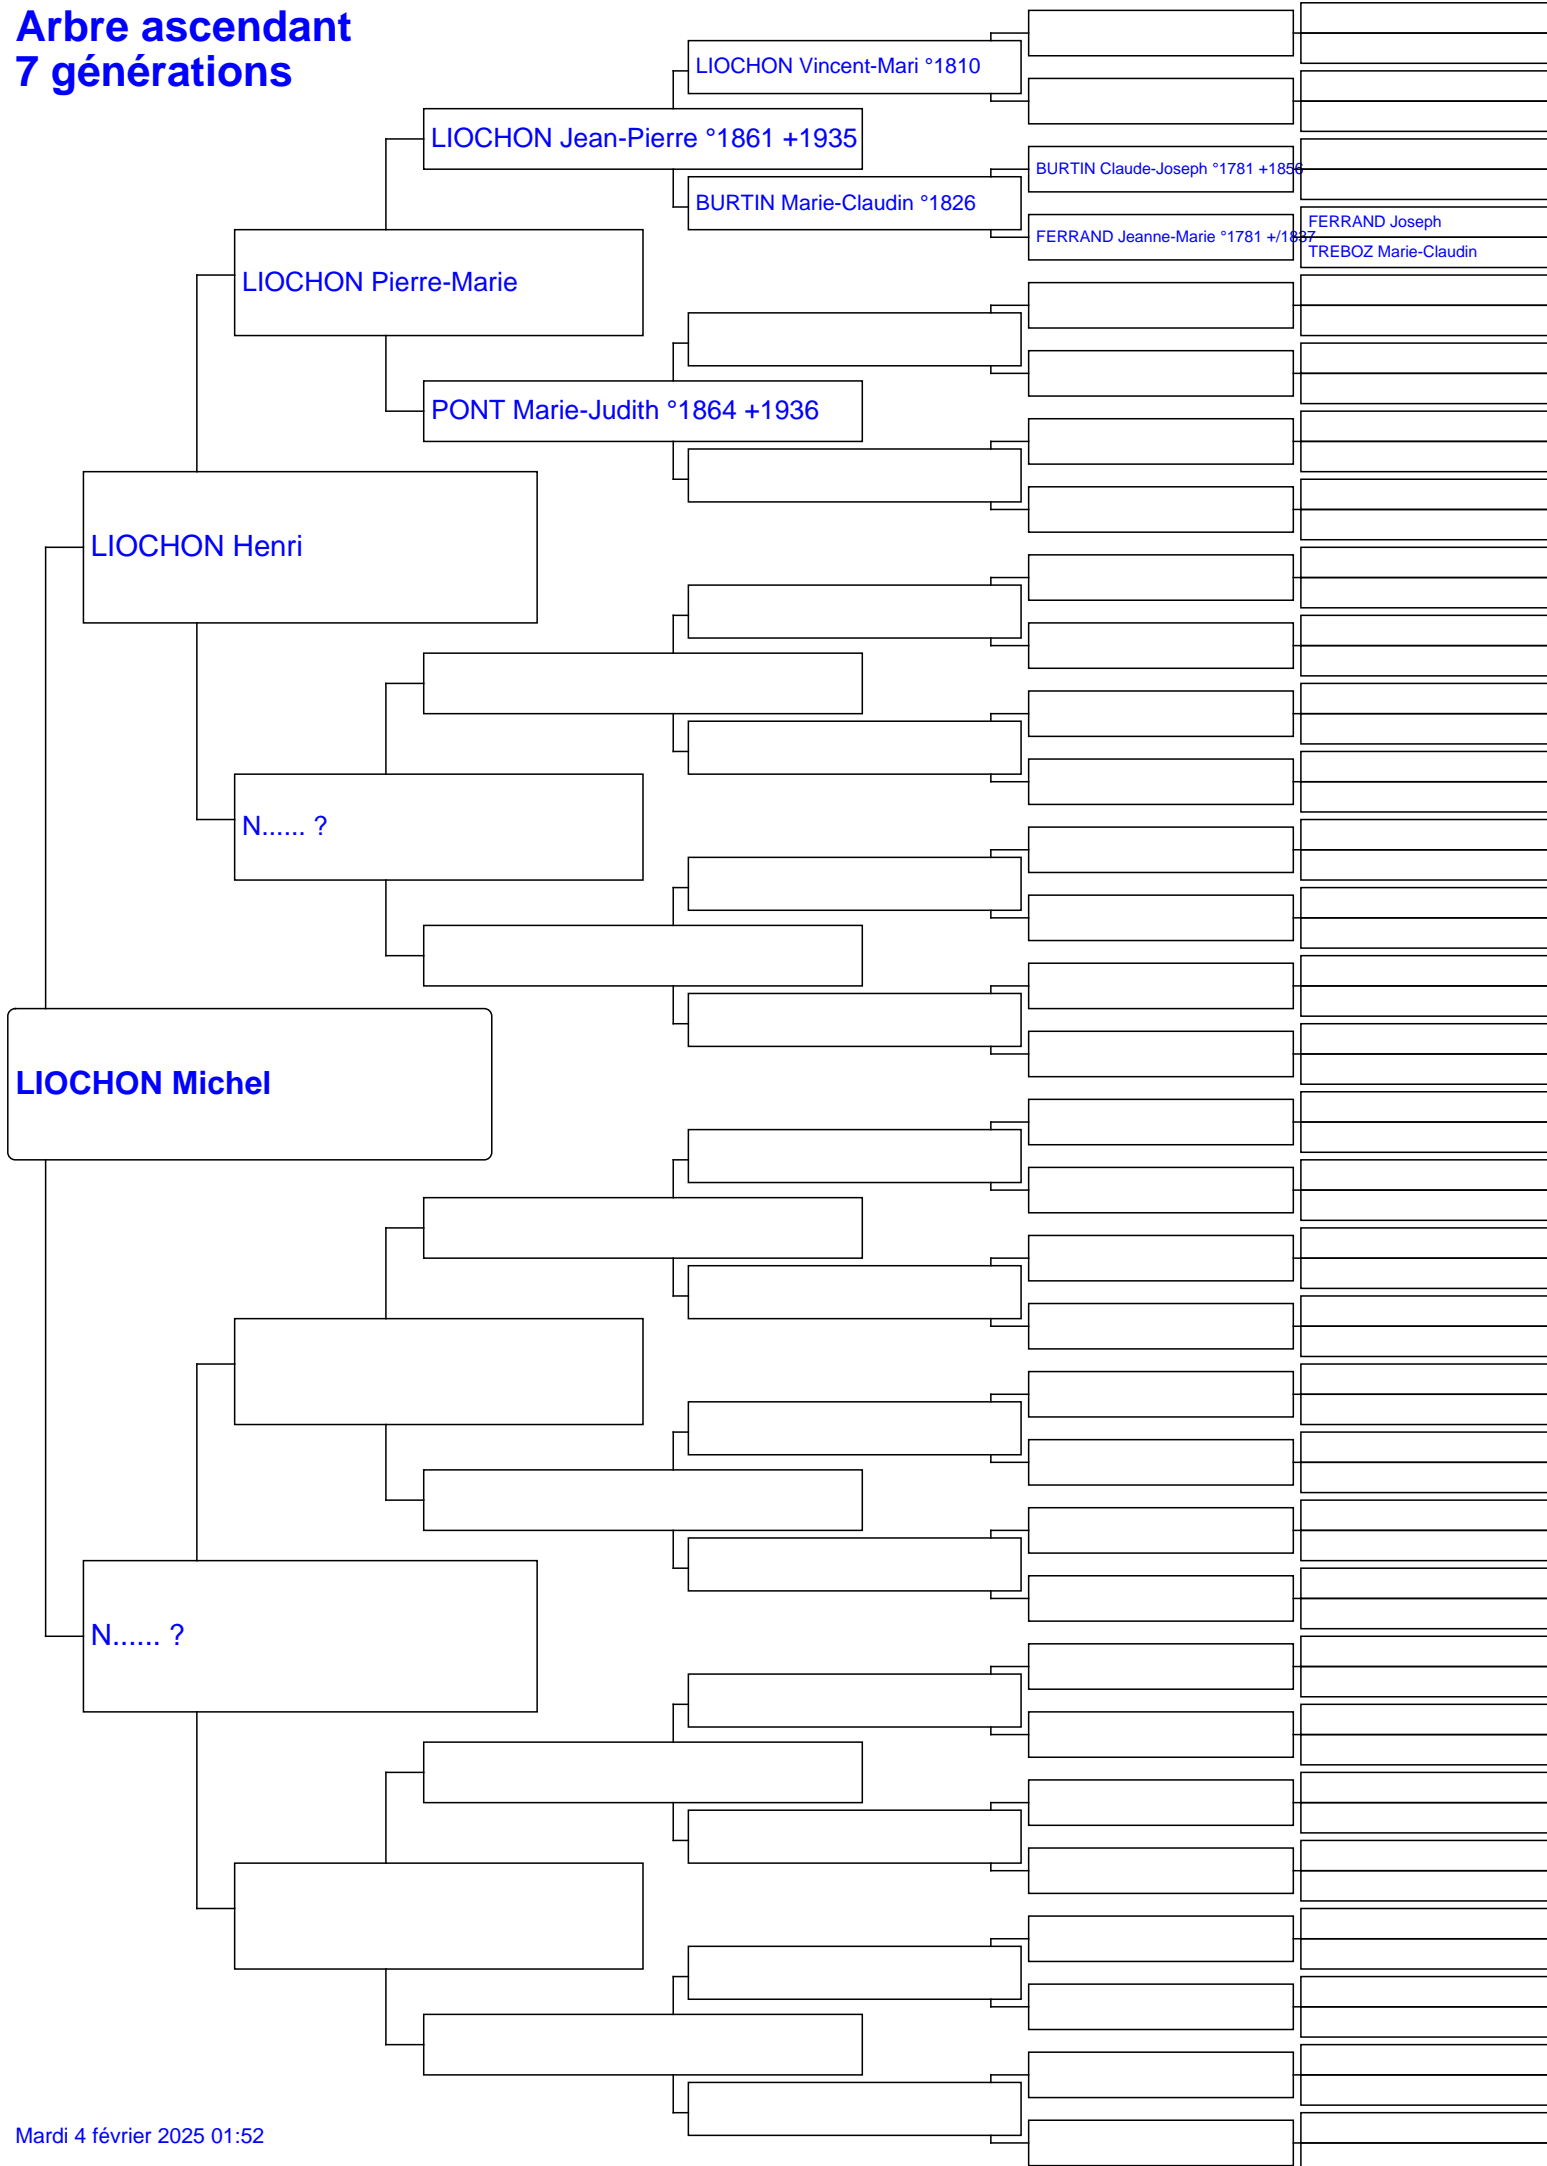 Arbre ascendant
7 générations
LIOCHON Vincent-Mari °1810
LIOCHON Jean-Pierre °1861 +1935
BURTIN Claude-Joseph °1781 +1856
BURTIN Marie-Claudin °1826
FERRAND Joseph
FERRAND Jeanne-Marie °1781 +/1837
TREBOZ Marie-Claudin
LIOCHON Pierre-Marie
PONT Marie-Judith °1864 +1936
LIOCHON Henri
N...... ?
LIOCHON Michel
N...... ?
Mardi 4 février 2025 01:52